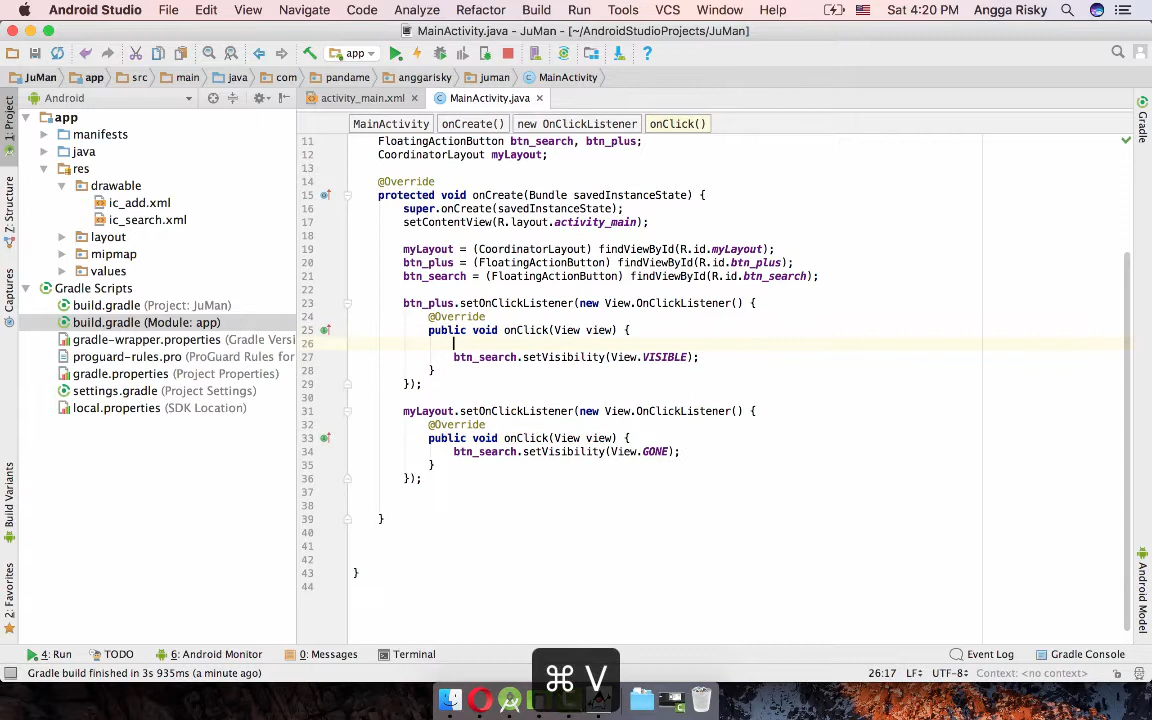 Android Studio File Edit View Navigate Code Analyze Refactor Build Run Tools VCS Window Help Sat 4:20 PM Angga Risky
MainActivity.java - JuMan - [~/AndroidStudioProjects/JuMan]
app
JuMan app src main java com pandame anggarisky juman MainActivity
Android activity_main.xml MainActivity.java
MainActivity onCreate() new OnClickListener onClick()
1: Project
Z: Structure
Captures
Build Variants
2: Favorites
app
manifests
java
res
drawable
ic_add.xml
ic_search.xml
layout
mipmap
values
Gradle Scripts
build.gradle (Project: JuMan)
build.gradle (Module: app)
gradle-wrapper.properties (Gradle Versi
proguard-rules.pro (ProGuard Rules for
gradle.properties (Project Properties)
settings.gradle (Project Settings)
local.properties (SDK Location)
11 FloatingActionButton btn_search, btn_plus;
12 CoordinatorLayout myLayout;
13
14 @Override
15 protected void onCreate(Bundle savedInstanceState) {
16 super.onCreate(savedInstanceState);
17 setContentView(R.layout.activity_main);
18
19 myLayout = (CoordinatorLayout) findViewById(R.id.myLayout);
20 btn_plus = (FloatingActionButton) findViewById(R.id.btn_plus);
21 btn_search = (FloatingActionButton) findViewById(R.id.btn_search);
22
23 btn_plus.setOnClickListener(new View.OnClickListener() {
24 @Override
25 public void onClick(View view) {
26
27 btn_search.setVisibility(View.VISIBLE);
28 }
29 });
30
31 myLayout.setOnClickListener(new View.OnClickListener() {
32 @Override
33 public void onClick(View view) {
34 btn_search.setVisibility(View.GONE);
35 }
36 });
37
38
39 }
40
41
42
43 }
44
Gradle
Android Model
4: Run TODO 6: Android Monitor 0: Messages Terminal Event Log Gradle Console
Gradle build finished in 3s 935ms (a minute ago) 26:17 LF UTF-8 Context: <no context>
⌘ V